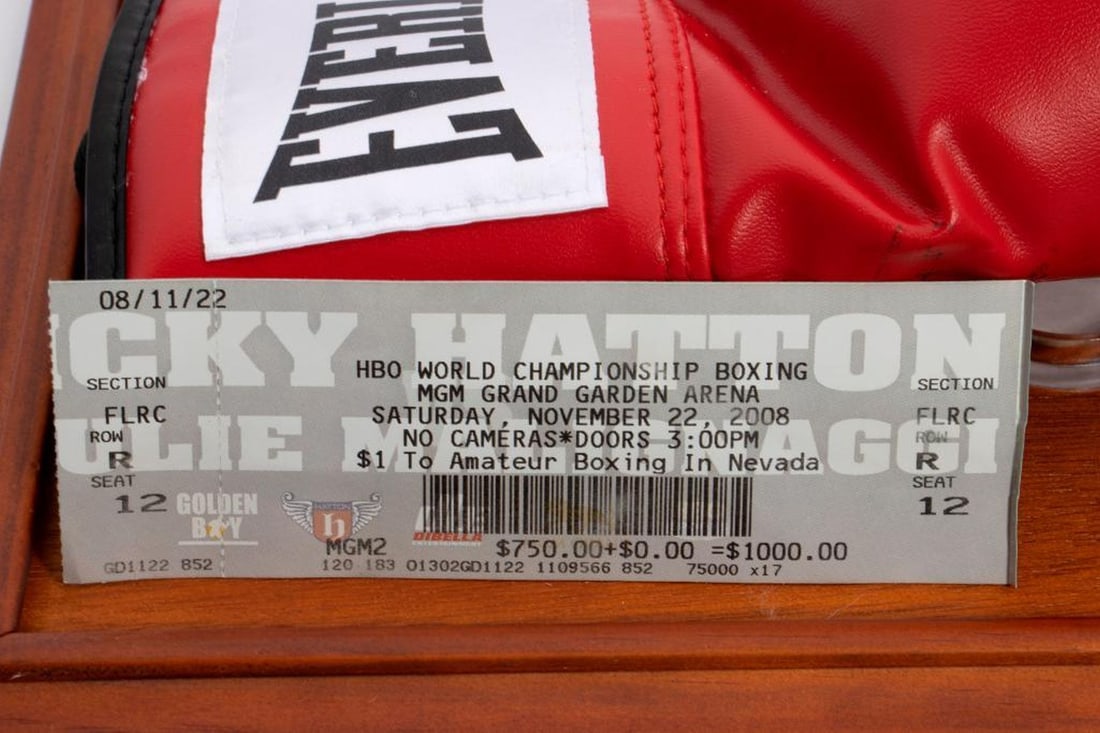 EVERL
08/11/22
ICKY HATTON
ULIE MALIGNAGGI
SECTION
FLRC
ROW
R
SEAT
12
HBO WORLD CHAMPIONSHIP BOXING
MGM GRAND GARDEN ARENA
SATURDAY, NOVEMBER 22, 2008
NO CAMERAS*DOORS 3:00PM
$1 To Amateur Boxing In Nevada
SECTION
FLRC
ROW
R
SEAT
12
GOLDEN
BOY
HATTON
h
DIBELLA
ENTERTAINMENT
MGM2
$750.00+$0.00 =$1000.00
GD1122 852
120 183 01302GD1122 1109566 852 75000 x17